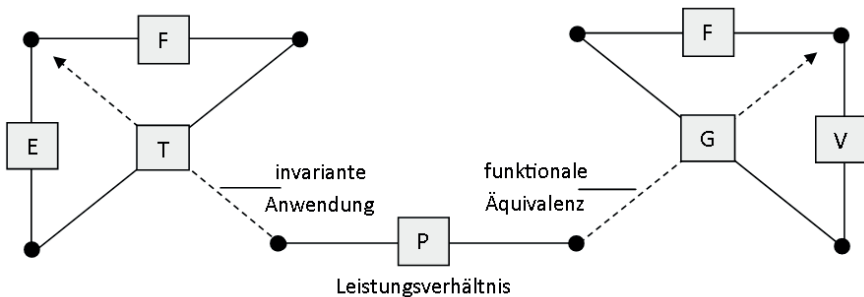 F
F
E
T
G
V
invariante
Anwendung
funktionale
Äquivalenz
P
Leistungsverhältnis